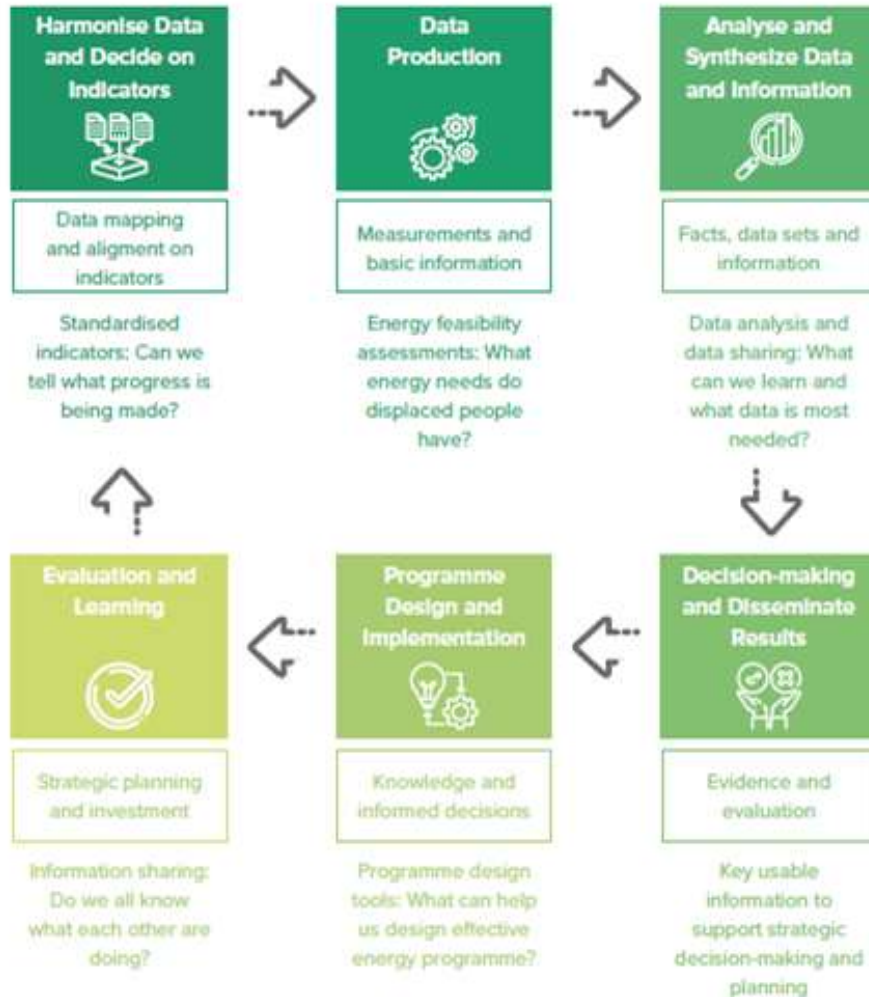 Harmonise Data
and Decide on
Indicators
Data mapping
and aligment on
indicators
Standardised
indicators: Can we
tell what progress is
being made?
Data
Production
Measurements and
basic information
Energy feasibility
assessments: What
energy needs do
displaced people
have?
Analyse and
Synthesize Data
and Information
Facts, data sets and
information
Data analysis and
data sharing: What
can we learn and
what data is most
needed?
Decision-making
and Disseminate
Results
Evidence and
evaluation
Key usable
information to
support strategic
decision-making and
planning
Programme
Design and
Implementation
Knowledge and
informed decisions
Programme design
tools: What can help
us design effective
energy programme?
Evaluation and
Learning
Strategic planning
and investment
Information sharing:
Do we all know
what each other are
doing?